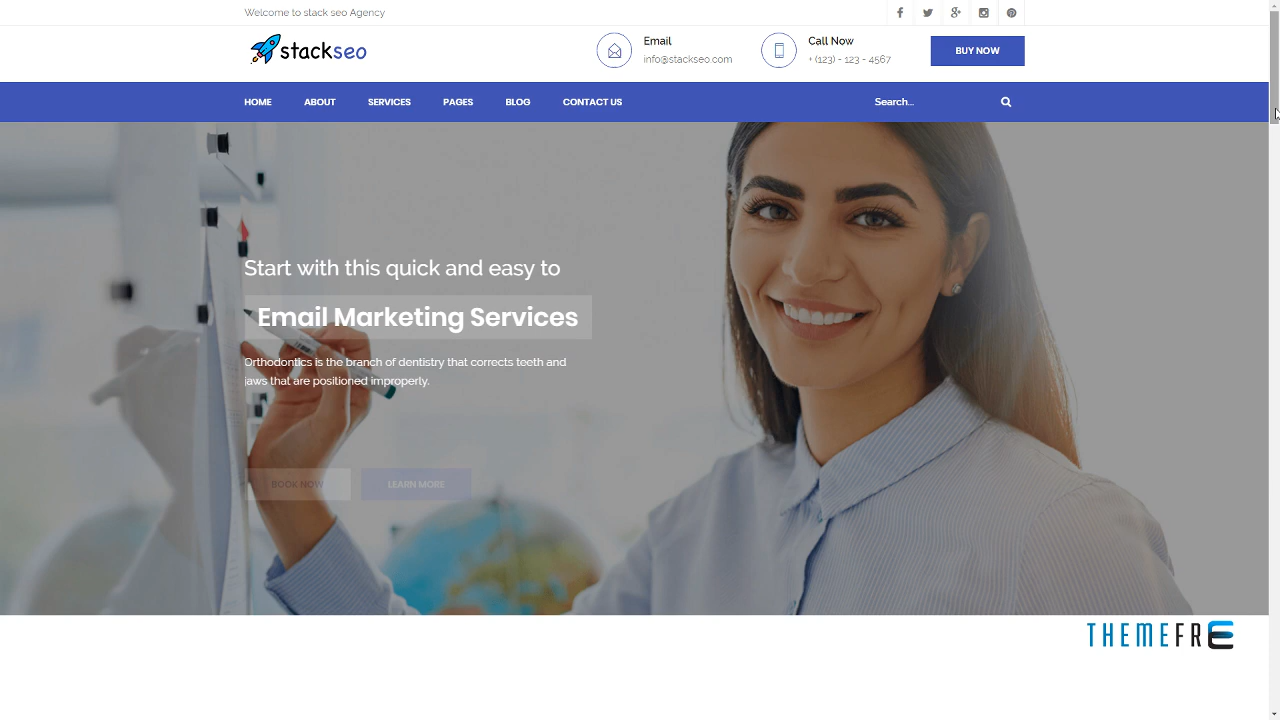 Welcome to stack seo Agency
stackseo
Email
info@stackseo.com
Call Now
+ (123) - 123 - 4567
BUY NOW
HOME
ABOUT
SERVICES
PAGES
BLOG
CONTACT US
Search...
Start with this quick and easy to
Email Marketing Services
Orthodontics is the branch of dentistry that corrects teeth and
jaws that are positioned improperly.
BOOK NOW
LEARN MORE
THEMEFRE